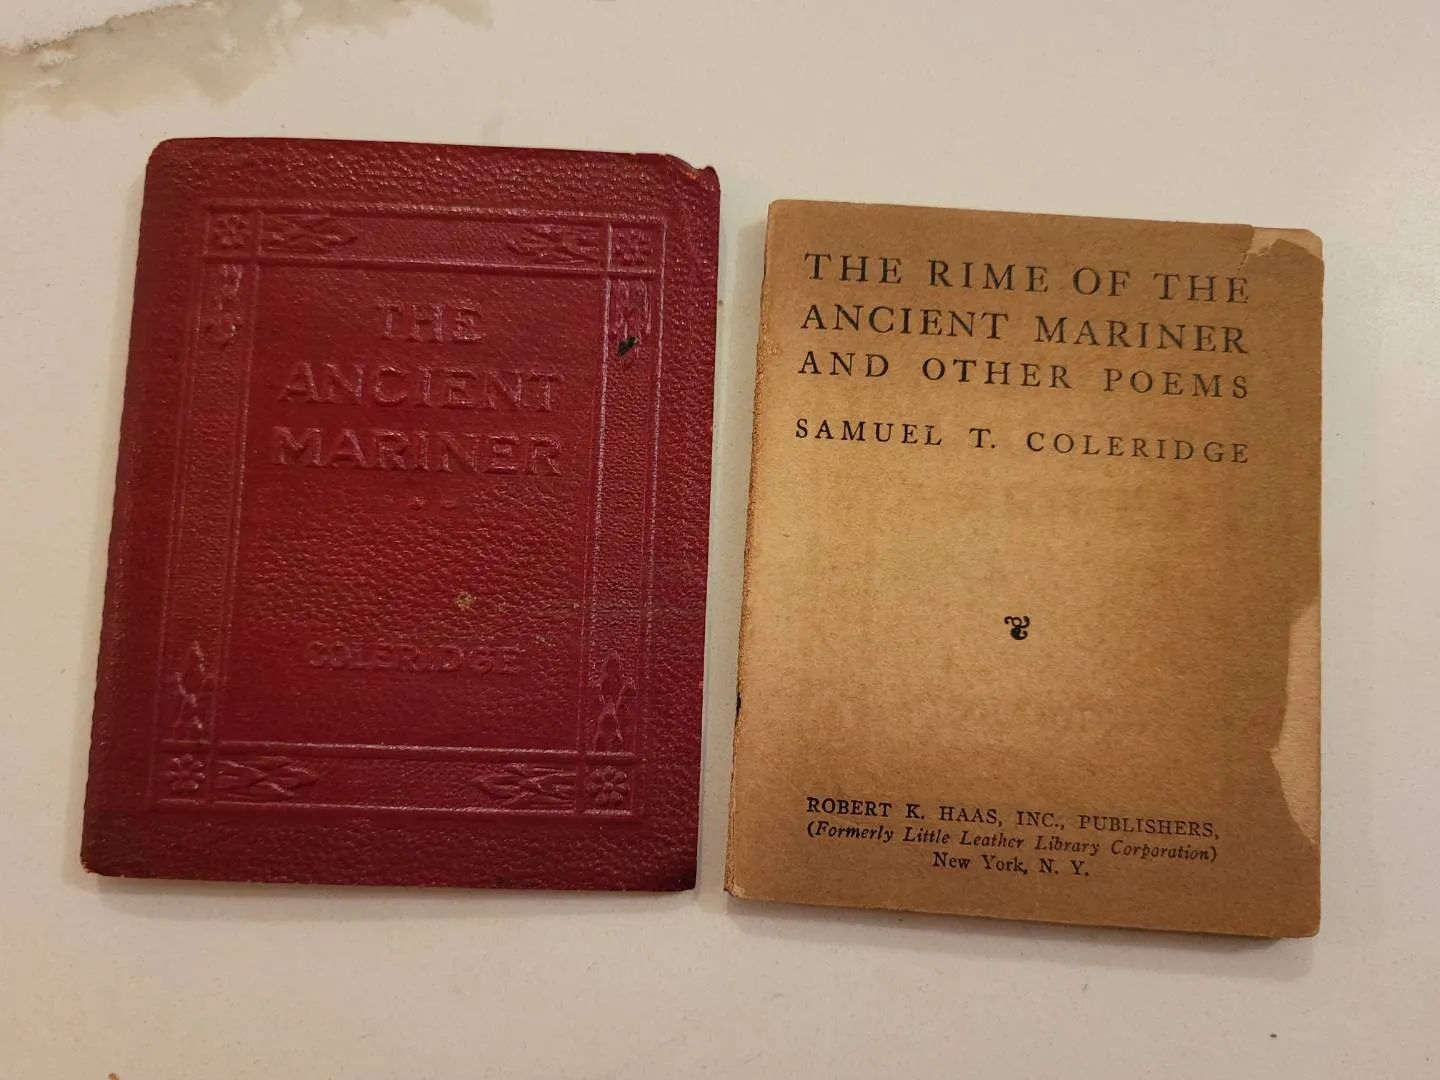 THE
ANCIENT
MARINER
COLERIDGE
THE RIME OF THE
ANCIENT MARINER
AND OTHER POEMS
SAMUEL T. COLERIDGE
ROBERT K. HAAS, INC., PUBLISHERS,
(Formerly Little Leather Library Corporation)
New York, N. Y.